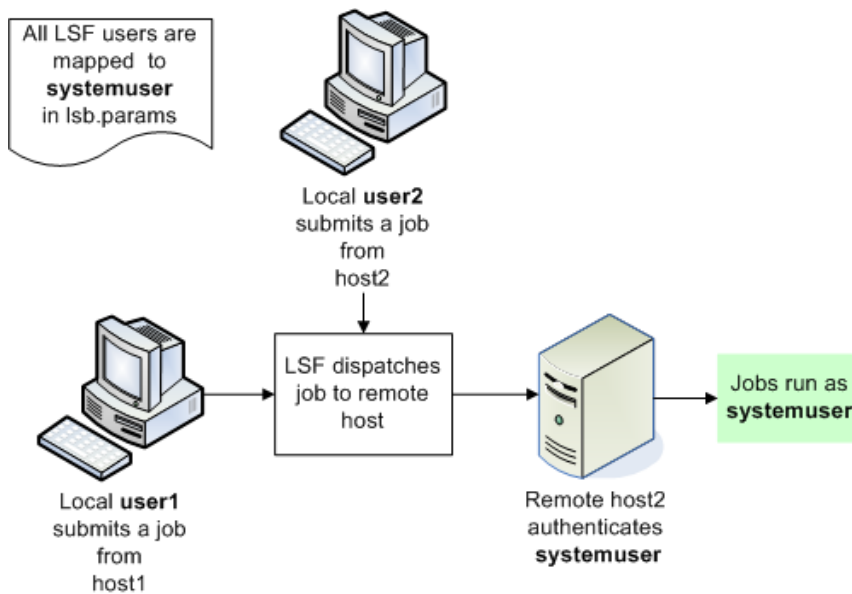 All LSF users are
mapped to
systemuser
in lsb.params
Local user2
submits a job
from
host2
LSF dispatches
job to remote
host
Jobs run as
systemuser
Local user1
submits a job
from
host1
Remote host2
authenticates
systemuser